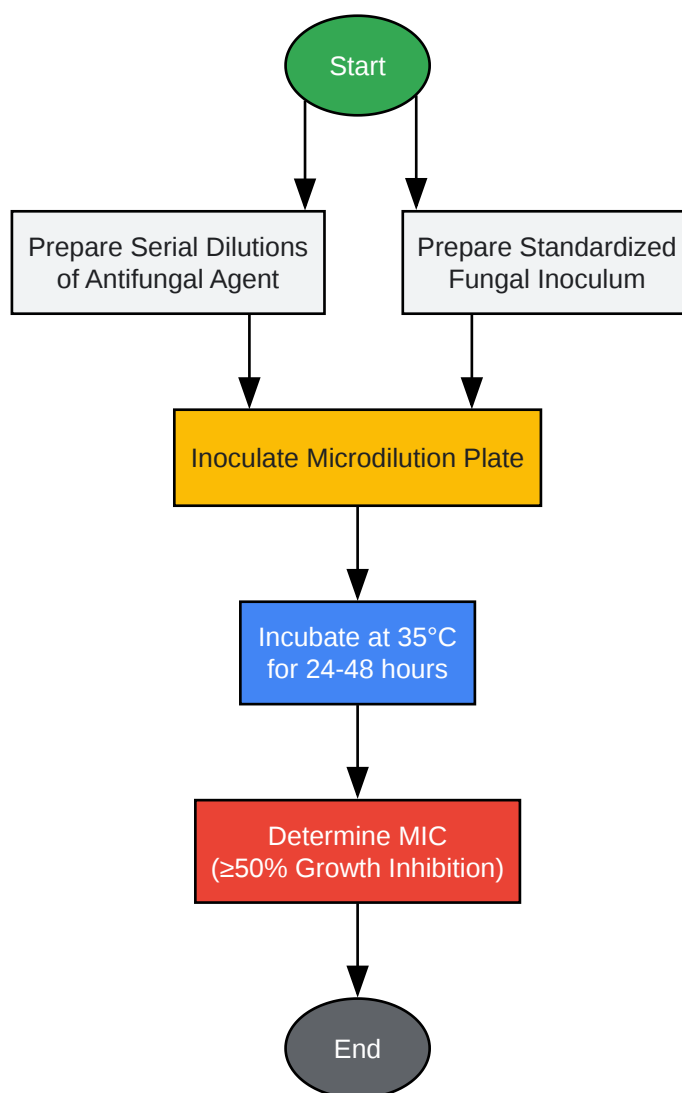 Start
Prepare Serial Dilutions
of Antifungal Agent
Prepare Standardized
Fungal Inoculum
Inoculate Microdilution Plate
Incubate at 35°C
for 24-48 hours
Determine MIC
(≥50% Growth Inhibition)
End